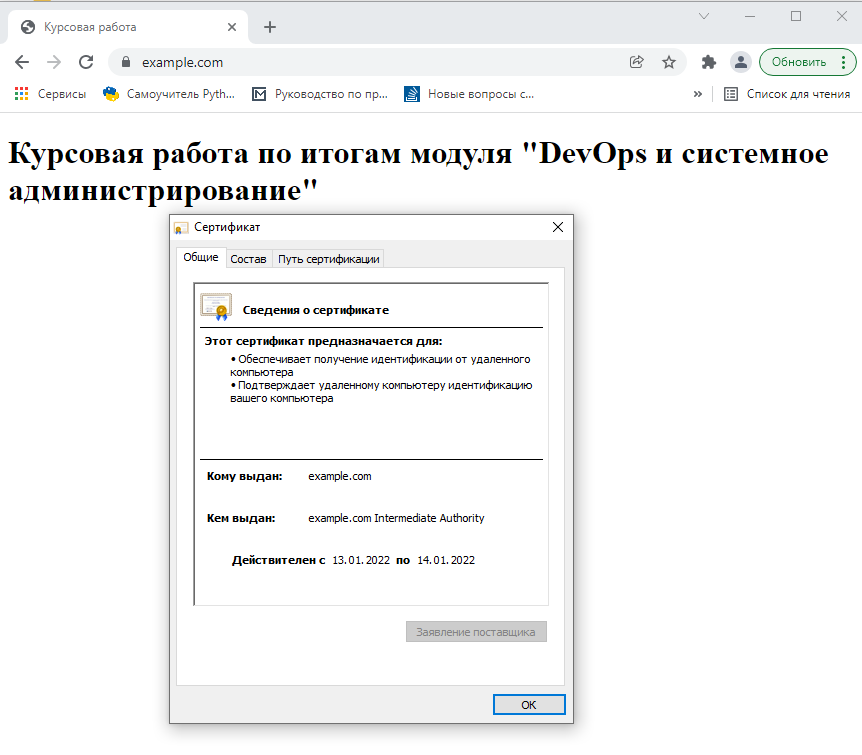 Курсовая работа
example.com
Обновить
Сервисы
Самоучитель Pyth...
Руководство по пр...
Новые вопросы с...
»
Список для чтения
Курсовая работа по итогам модуля "DevOps и системное
администрирование"
Сертификат
Общие
Состав
Путь сертификации
Сведения о сертификате
Этот сертификат предназначается для:
• Обеспечивает получение идентификации от удаленного
компьютера
• Подтверждает удаленному компьютеру идентификацию
вашего компьютера
Кому выдан: example.com
Кем выдан: example.com Intermediate Authority
Действителен с 13.01.2022 по 14.01.2022
Заявление поставщика
ОК